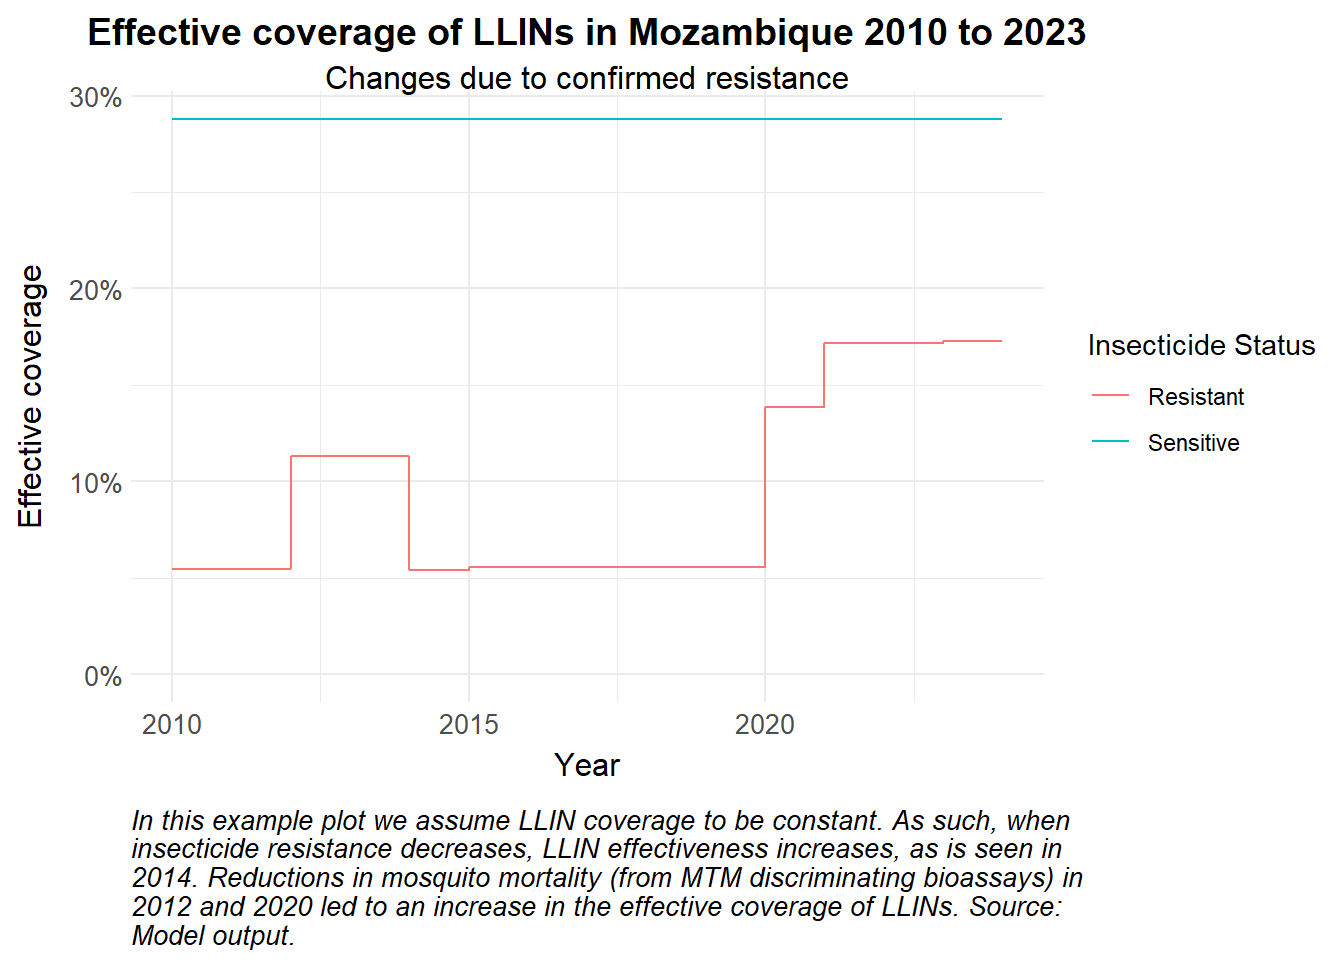 Effective coverage of LLINs in Mozambique 2010 to 2023
Changes due to confirmed resistance
30%
20%
10%
0%
Effective coverage
2010 2015 2020
Year
Insecticide Status
Resistant
Sensitive
In this example plot we assume LLIN coverage to be constant. As such, when
insecticide resistance decreases, LLIN effectiveness increases, as is seen in
2014. Reductions in mosquito mortality (from MTM discriminating bioassays) in
2012 and 2020 led to an increase in the effective coverage of LLINs. Source:
Model output.